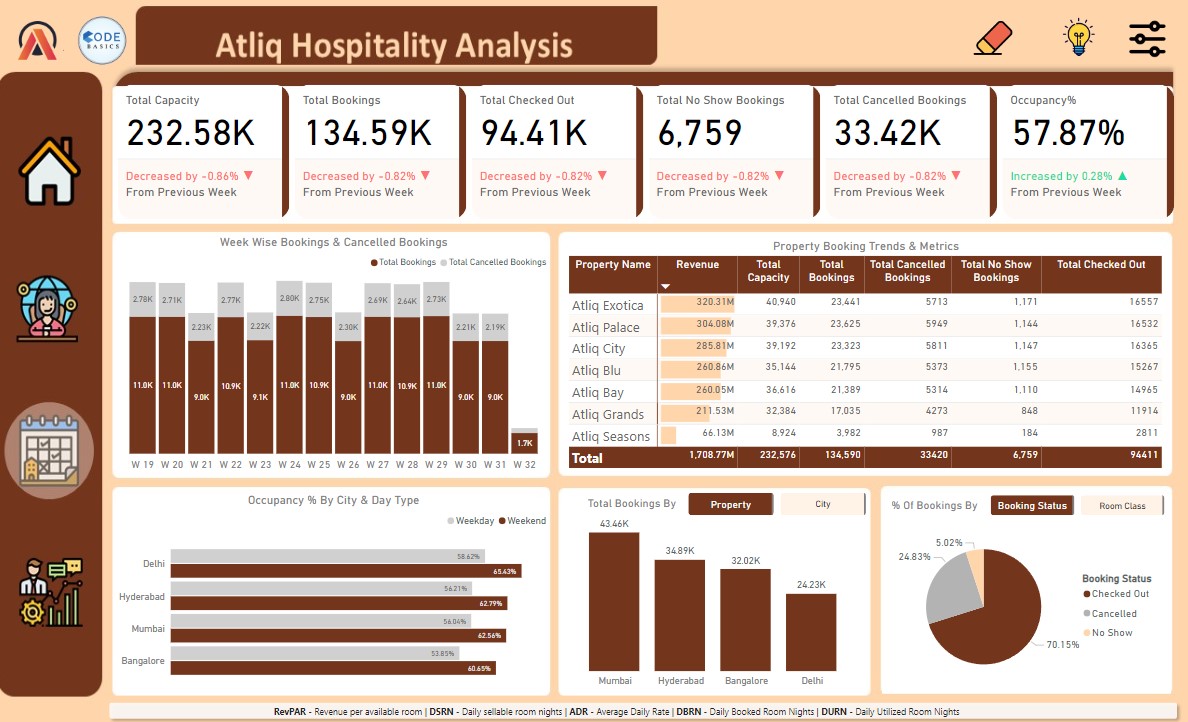 CODE
BASICS
Atliq Hospitality Analysis
Total Capacity
232.58K
Decreased by -0.86% ▼
From Previous Week
Total Bookings
134.59K
Decreased by -0.82% ▼
From Previous Week
Total Checked Out
94.41K
Decreased by -0.82% ▼
From Previous Week
Total No Show Bookings
6,759
Decreased by -0.82% ▼
From Previous Week
Total Cancelled Bookings
33.42K
Decreased by -0.82% ▼
From Previous Week
Occupancy%
57.87%
Increased by 0.28% ▲
From Previous Week
Week Wise Bookings & Cancelled Bookings
Total Bookings Total Cancelled Bookings
2.78K 2.71K 2.23K 2.77K 2.22K 2.80K 2.75K 2.30K 2.69K 2.64K 2.73K 2.21K 2.19K
11.0K 11.0K 9.0K 10.9K 9.1K 11.0K 10.9K 9.0K 11.0K 10.9K 11.0K 9.0K 9.0K 1.7K
W 19 W 20 W 21 W 22 W 23 W 24 W 25 W 26 W 27 W 28 W 29 W 30 W 31 W 32
Property Booking Trends & Metrics
Property Name Revenue Total Capacity Total Bookings Total Cancelled Bookings Total No Show Bookings Total Checked Out
Atliq Exotica 320.31M 40,940 23,441 5713 1,171 16557
Atliq Palace 304.08M 39,376 23,625 5949 1,144 16532
Atliq City 285.81M 39,192 23,323 5811 1,147 16365
Atliq Blu 260.86M 35,144 21,795 5373 1,155 15267
Atliq Bay 260.05M 36,616 21,389 5314 1,110 14965
Atliq Grands 211.53M 32,384 17,035 4273 848 11914
Atliq Seasons 66.13M 8,924 3,982 987 184 2811
Total 1,708.77M 232,576 134,590 33420 6,759 94411
Occupancy % By City & Day Type
Weekday Weekend
Delhi 58.62%
65.43%
Hyderabad 56.21%
62.79%
Mumbai 56.04%
62.56%
Bangalore 53.85%
60.65%
Total Bookings By Property City
43.46K
34.89K
32.02K
24.23K
Mumbai Hyderabad Bangalore Delhi
% Of Bookings By Booking Status Room Class
5.02%
24.83%
70.15%
Booking Status
Checked Out
Cancelled
No Show
RevPAR - Revenue per available room | DSRN - Daily sellable room nights | ADR - Average Daily Rate | DBRN - Daily Booked Room Nights | DURN - Daily Utilized Room Nights